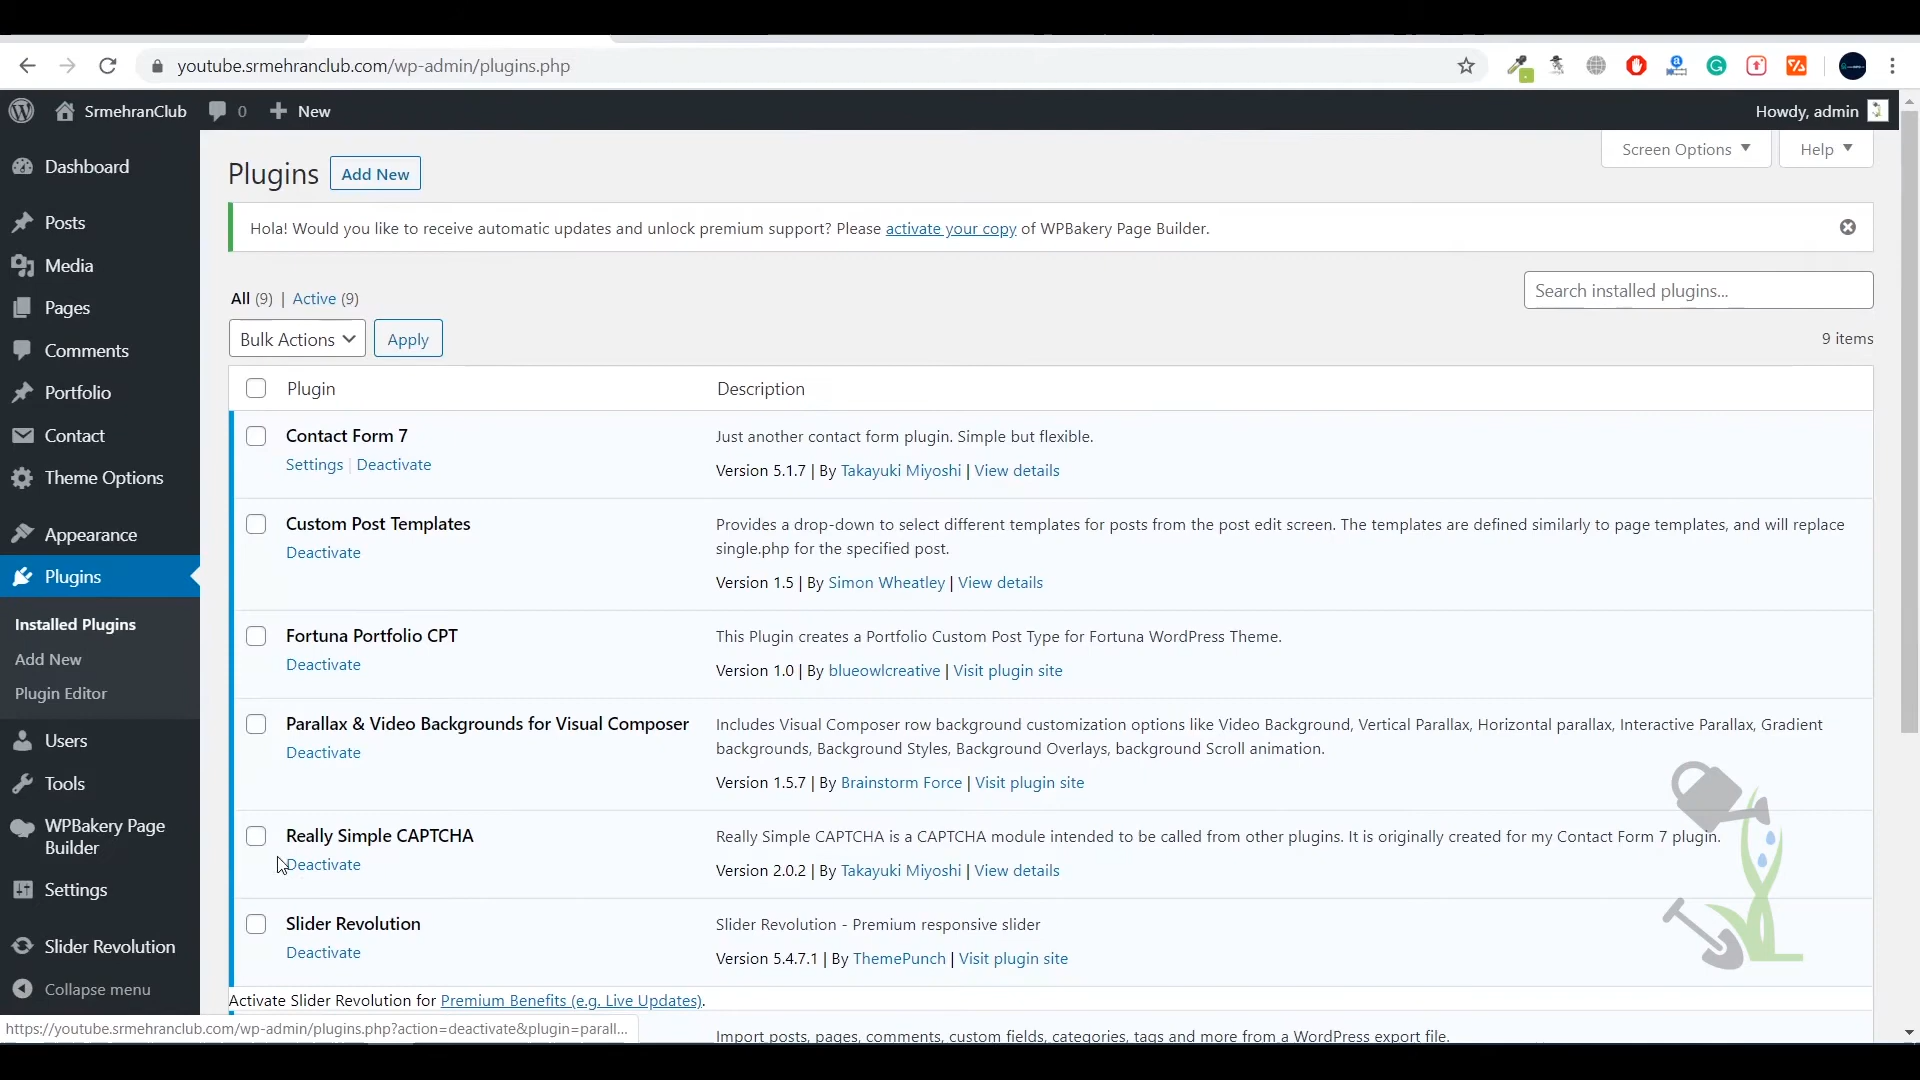 youtube.srmehranclub.com/wp-admin/plugins.php
SrmehranClub 0 New Howdy, admin
Screen Options Help
Dashboard
Posts
Media
Pages
Comments
Portfolio
Contact
Theme Options
Appearance
Plugins
Installed Plugins
Add New
Plugin Editor
Users
Tools
WPBakery Page
Builder
Settings
Slider Revolution
Collapse menu
Plugins Add New
Hola! Would you like to receive automatic updates and unlock premium support? Please activate your copy of WPBakery Page Builder.
All (9) | Active (9)
Search installed plugins...
Bulk Actions Apply
9 items
Plugin Description
Contact Form 7
Settings | Deactivate
Just another contact form plugin. Simple but flexible.
Version 5.1.7 | By Takayuki Miyoshi | View details
Custom Post Templates
Deactivate
Provides a drop-down to select different templates for posts from the post edit screen. The templates are defined similarly to page templates, and will replace
single.php for the specified post.
Version 1.5 | By Simon Wheatley | View details
Fortuna Portfolio CPT
Deactivate
This Plugin creates a Portfolio Custom Post Type for Fortuna WordPress Theme.
Version 1.0 | By blueowlcreative | Visit plugin site
Parallax & Video Backgrounds for Visual Composer
Deactivate
Includes Visual Composer row background customization options like Video Background, Vertical Parallax, Horizontal parallax, Interactive Parallax, Gradient
backgrounds, Background Styles, Background Overlays, background Scroll animation.
Version 1.5.7 | By Brainstorm Force | Visit plugin site
Really Simple CAPTCHA
Deactivate
Really Simple CAPTCHA is a CAPTCHA module intended to be called from other plugins. It is originally created for my Contact Form 7 plugin.
Version 2.0.2 | By Takayuki Miyoshi | View details
Slider Revolution
Deactivate
Slider Revolution - Premium responsive slider
Version 5.4.7.1 | By ThemePunch | Visit plugin site
Activate Slider Revolution for Premium Benefits (e.g. Live Updates).
Import posts, pages, comments, custom fields, categories, tags and more from a WordPress export file.
https://youtube.srmehranclub.com/wp-admin/plugins.php?action=deactivate&plugin=parall...